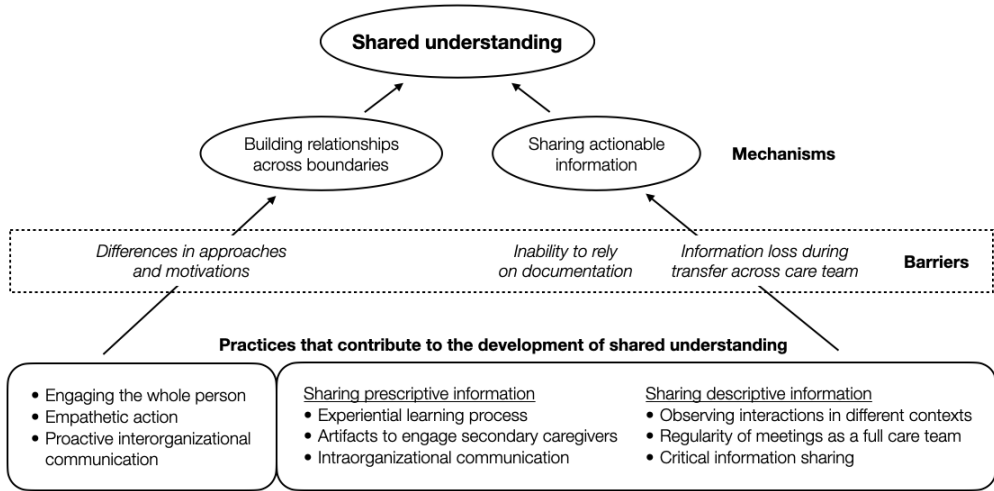 Shared understanding
Building relationships
across boundaries
Sharing actionable
information
Mechanisms
Differences in approaches
and motivations
Inability to rely
on documentation
Information loss during
transfer across care team
Barriers
Practices that contribute to the development of shared understanding
• Engaging the whole person
• Empathetic action
• Proactive interorganizational
communication
Sharing prescriptive information
• Experiential learning process
• Artifacts to engage secondary caregivers
• Intraorganizational communication
Sharing descriptive information
• Observing interactions in different contexts
• Regularity of meetings as a full care team
• Critical information sharing